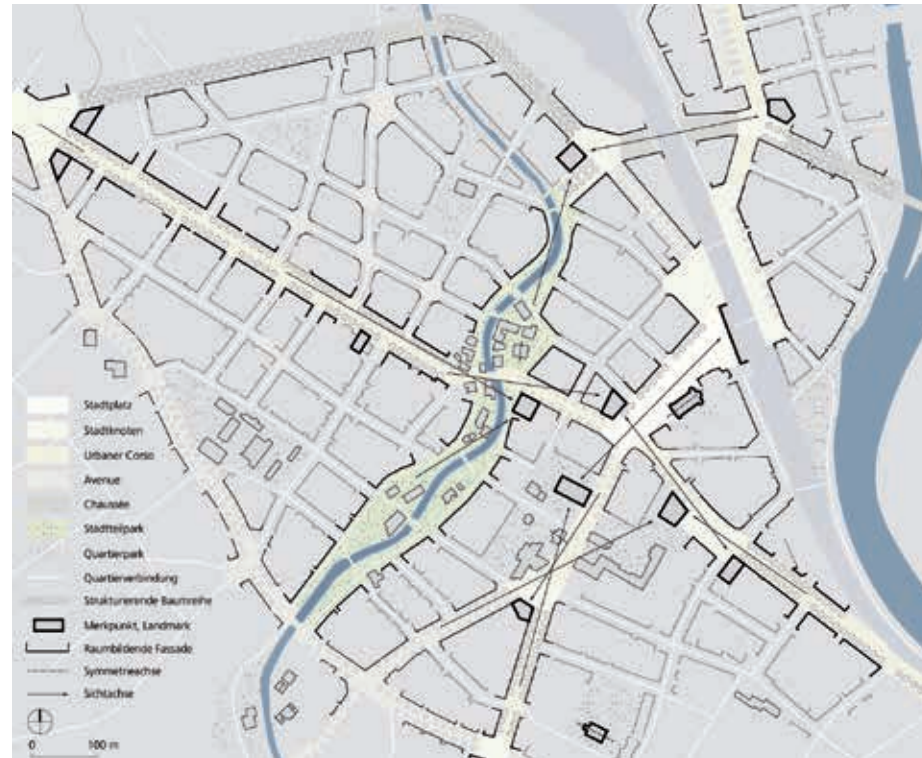 Stadtplatz
Stadtknoten
Urbaner Corso
Avenue
Chaussée
Stadtteilpark
Quartierpark
Quartierverbindung
Strukturierende Baumreihe
Merkpunkt, Landmark
Raumbildende Fassade
Symmetrieachse
Sichtachse
0 100 m